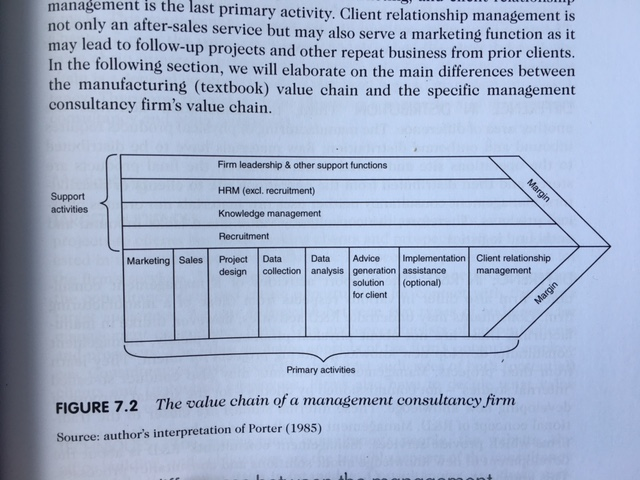 management is the last primary activity. Client relationship management is
not only an after-sales service but may also serve a marketing function as it
may lead to follow-up projects and other repeat business from prior clients.
In the following section, we will elaborate on the main differences between
the manufacturing (textbook) value chain and the specific management
consultancy firm's value chain.
Support
activities
Firm leadership & other support functions
HRM (excl. recruitment)
Knowledge management
Recruitment
Margin
Marketing
Sales
Project
design
Data
collection
Data
analysis
Advice
generation
solution
for client
Implementation
assistance
(optional)
Client relationship
management
Margin
Primary activities
FIGURE 7.2 The value chain of a management consultancy firm
Source: author's interpretation of Porter (1985)
between the management